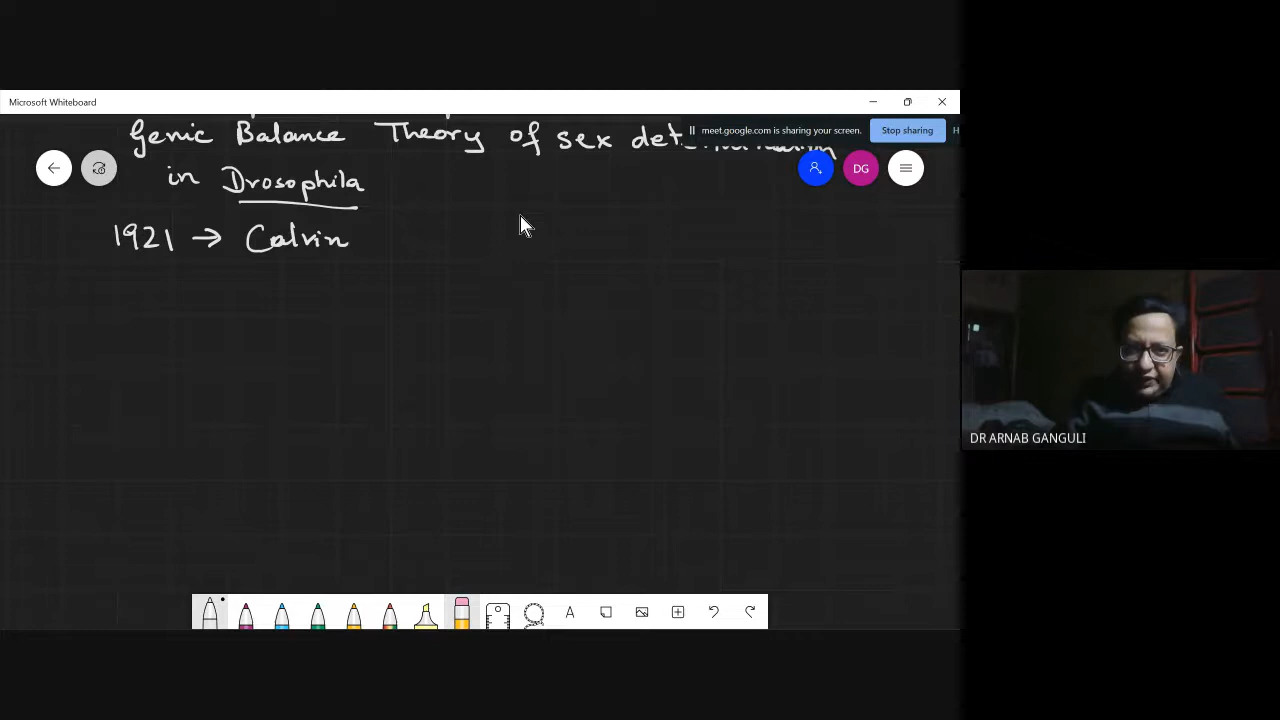 Microsoft Whiteboard
Genic Balance Theory of sex determination
meet.google.com is sharing your screen.
Stop sharing
H
in Drosophila
DG
1921 → Calvin
DR ARNAB GANGULI
A